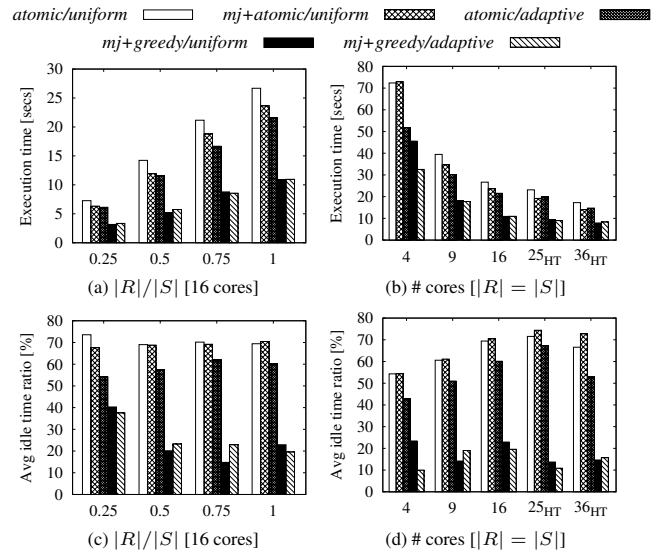 atomic/uniform mj+atomic/uniform atomic/adaptive
mj+greedy/uniform mj+greedy/adaptive
Execution time [secs]
30
25
20
15
10
5
0
0.25 0.5 0.75 1
(a) |R|/|S| [16 cores]
Execution time [secs]
80
70
60
50
40
30
20
10
0
4 9 16 25HT 36HT
(b) # cores [|R| = |S|]
Avg idle time ratio [%]
80
70
60
50
40
30
20
10
0
0.25 0.5 0.75 1
(c) |R|/|S| [16 cores]
Avg idle time ratio [%]
80
70
60
50
40
30
20
10
0
4 9 16 25HT 36HT
(d) # cores [|R| = |S|]